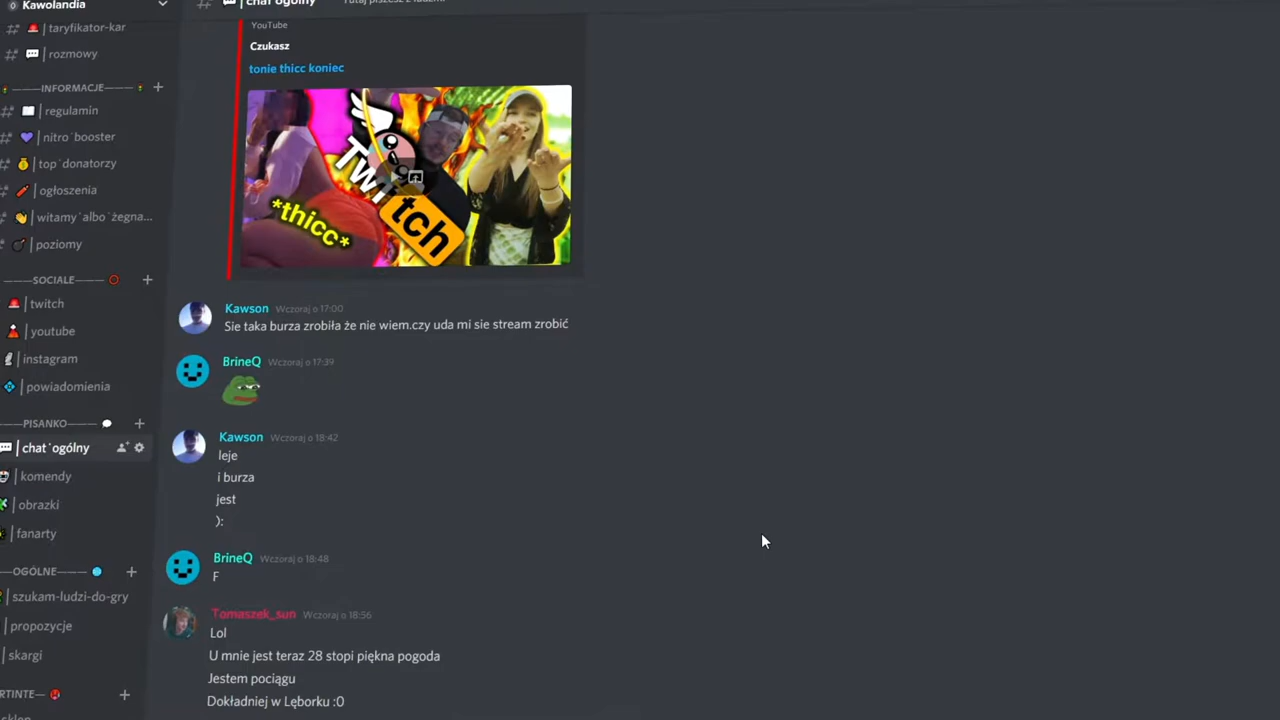 Kawolandia
taryfikator-kar
rozmowy
INFORMACJE
regulamin
nitro˙booster
top˙donatorzy
ogłoszenia
witamy˙albo˙żegna...
poziomy
SOCIALE
twitch
youtube
instagram
powiadomienia
PISANKO
chat˙ogólny
komendy
obrazki
fanarty
OGÓLNE
szukam-ludzi-do-gry
propozycje
skargi
chat ogólny
YouTube
Czukasz
tonie thicc koniec
Twitch
*thicc*
Kawson Wczoraj o 17:00
Sie taka burza zrobiła że nie wiem.czy uda mi sie stream zrobić
BrineQ Wczoraj o 17:39
Kawson Wczoraj o 18:42
leje
i burza
jest
):
BrineQ Wczoraj o 18:48
F
Tomaszek_sun Wczoraj o 18:56
Lol
U mnie jest teraz 28 stopi piękna pogoda
Jestem pociągu
Dokładniej w Lęborku :0